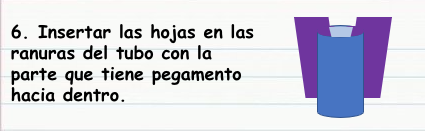 6. Insertar las hojas en las
ranuras del tubo con la
parte que tiene pegamento
hacia dentro.